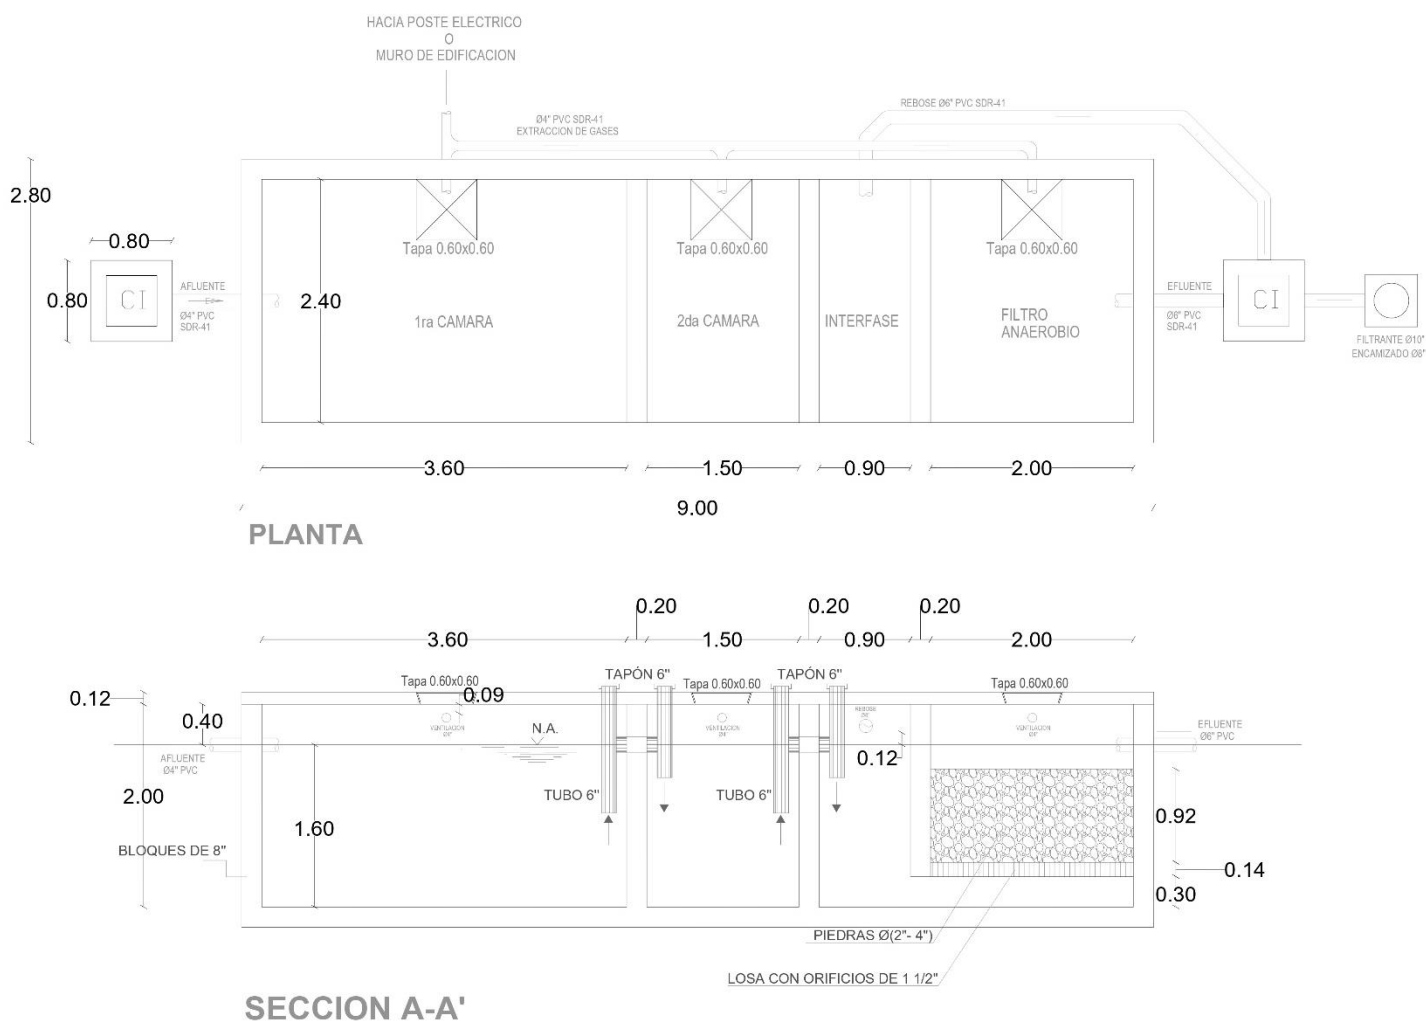 HACIA POSTE ELECTRICO
O
MURO DE EDIFICACION
Ø4" PVC SDR-41
EXTRACCION DE GASES
REBOSE Ø6" PVC SDR-41
2.80
0.80
0.80
CI
AFLUENTE
Ø4" PVC
SDR-41
Tapa 0.60x0.60
Tapa 0.60x0.60
Tapa 0.60x0.60
2.40
1ra CAMARA
2da CAMARA
INTERFASE
FILTRO
ANAEROBIO
EFLUENTE
Ø6" PVC
SDR-41
CI
FILTRANTE Ø10"
ENCAMIZADO Ø8"
3.60
1.50
0.90
2.00
9.00
PLANTA
0.20
0.20
0.20
3.60
1.50
0.90
2.00
TAPÓN 6"
TAPÓN 6"
Tapa 0.60x0.60
Tapa 0.60x0.60
Tapa 0.60x0.60
0.12
0.09
0.40
VENTILACION
N.A.
VENTILACION
REBOSE
VENTILACION
EFLUENTE
Ø6" PVC
AFLUENTE
Ø4" PVC
0.12
2.00
TUBO 6"
TUBO 6"
0.92
1.60
BLOQUES DE 8"
0.14
0.30
PIEDRAS Ø(2"- 4")
LOSA CON ORIFICIOS DE 1 1/2"
SECCION A-A'